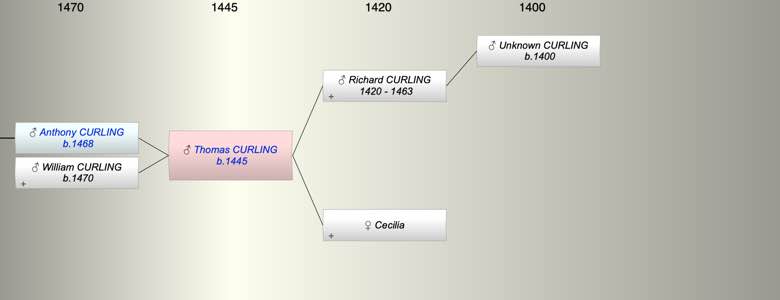 1470
1445
1420
1400
♂ Unknown CURLING
b.1400
♂ Richard CURLING
1420 - 1463
+
♂ Anthony CURLING
b.1468
♂ Thomas CURLING
b.1445
♂ William CURLING
b.1470
+
♀ Cecilia
+